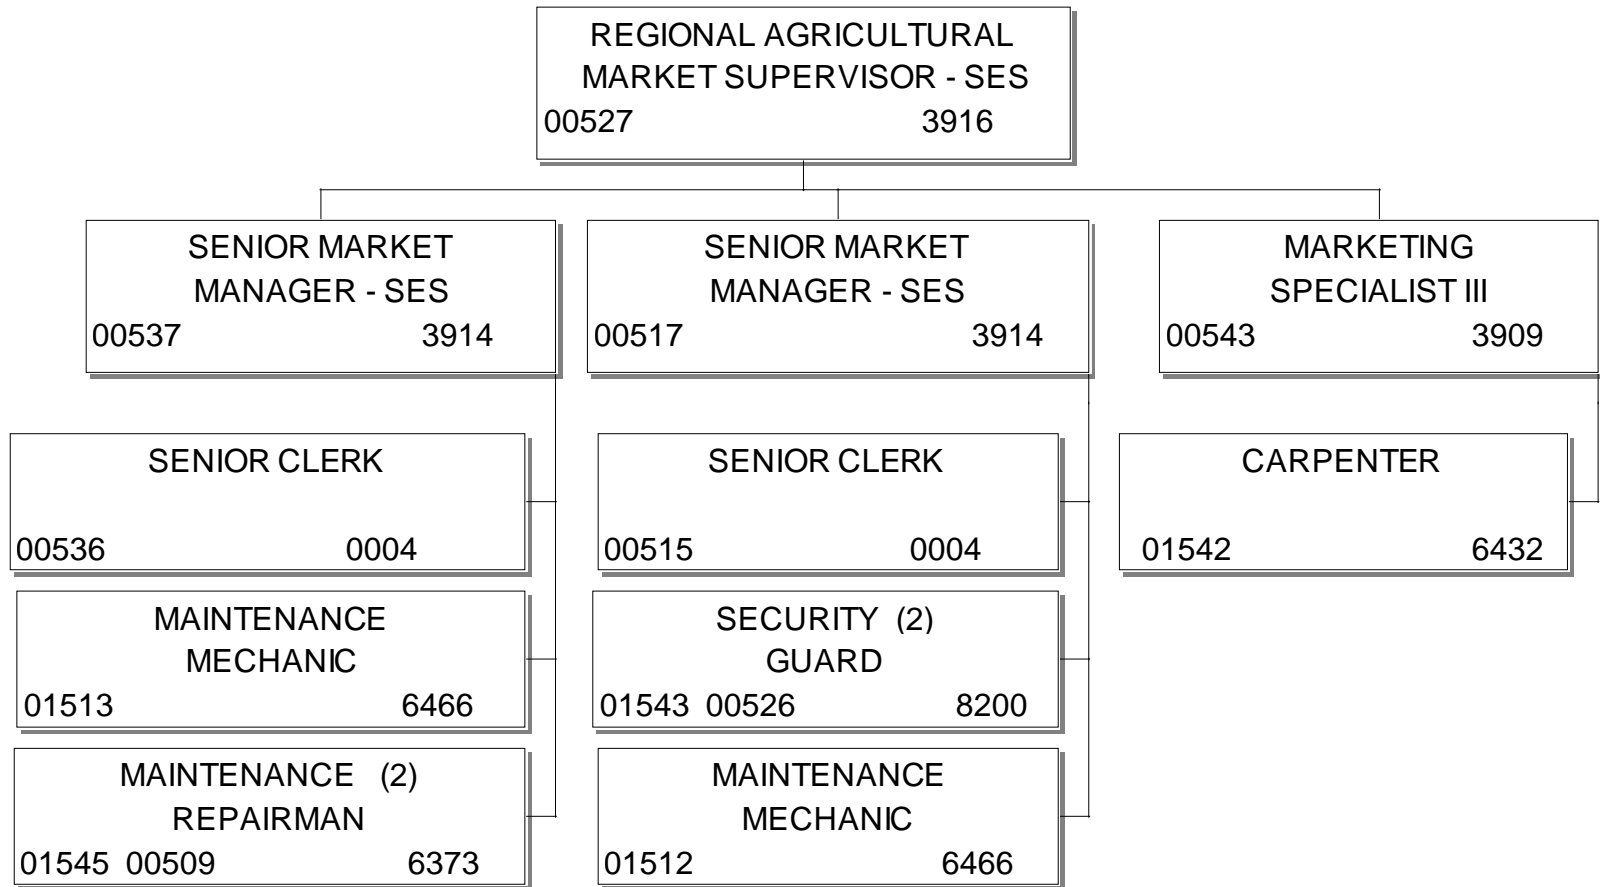 REGIONAL AGRICULTURAL
MARKET SUPERVISOR - SES
00527 3916
SENIOR MARKET
MANAGER - SES
00537 3914
SENIOR MARKET
MANAGER - SES
00517 3914
MARKETING
SPECIALIST III
00543 3909
SENIOR CLERK
00536 0004
SENIOR CLERK
00515 0004
CARPENTER
01542 6432
MAINTENANCE
MECHANIC
01513 6466
SECURITY (2)
GUARD
01543 00526 8200
MAINTENANCE (2)
REPAIRMAN
01545 00509 6373
MAINTENANCE
MECHANIC
01512 6466